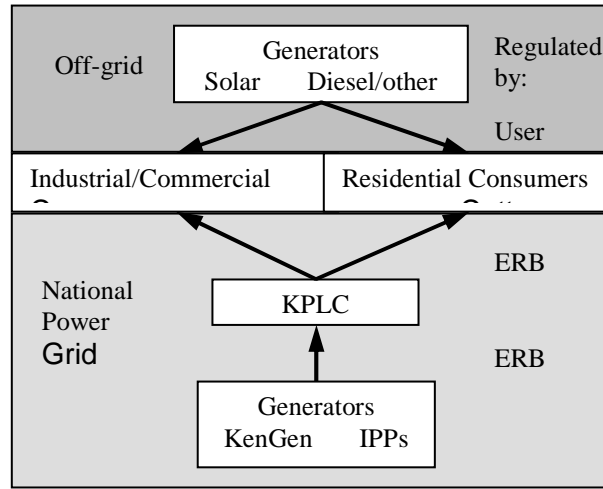 Off-grid
Generators
Solar Diesel/other
Regulated
by:
User
Industrial/Commercial
Residential Consumers
National
Power
Grid
KPLC
ERB
ERB
Generators
KenGen IPPs